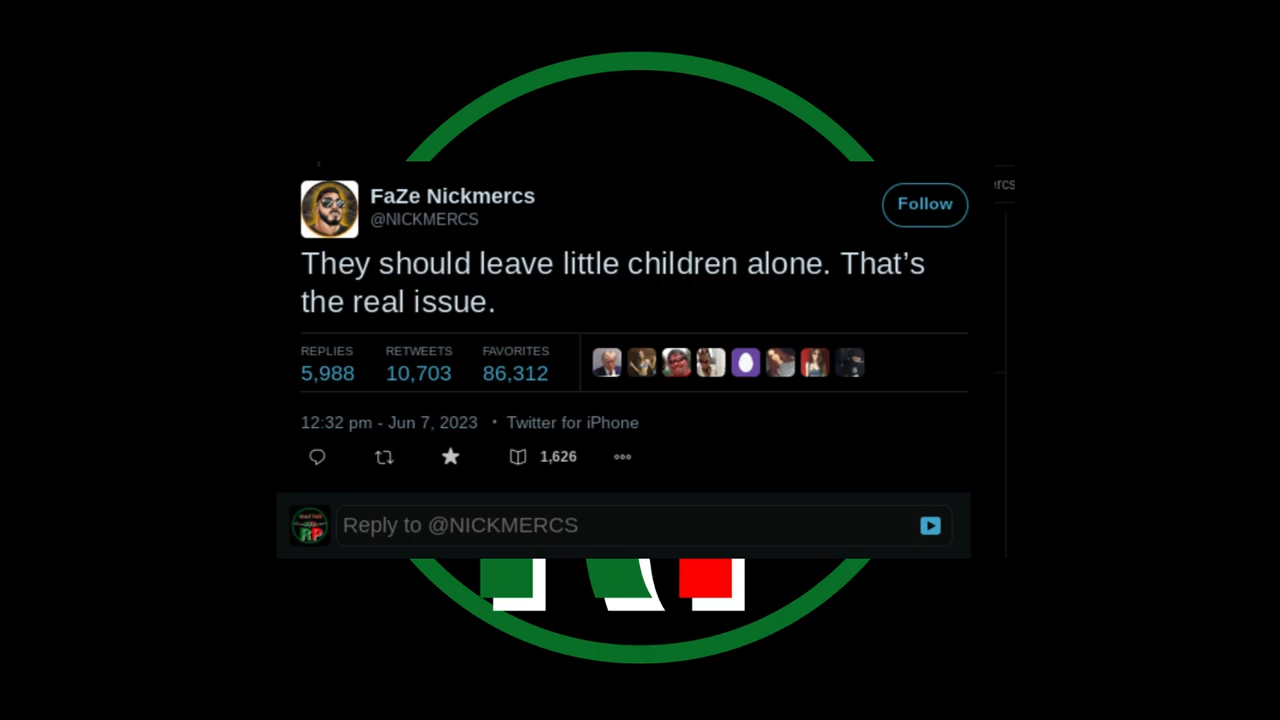 FaZe Nickmercs
@NICKMERCS
Follow
They should leave little children alone. That’s
the real issue.
REPLIES RETWEETS FAVORITES
5,988 10,703 86,312
12:32 pm - Jun 7, 2023 • Twitter for iPhone
1,626
RP
Reply to @NICKMERCS